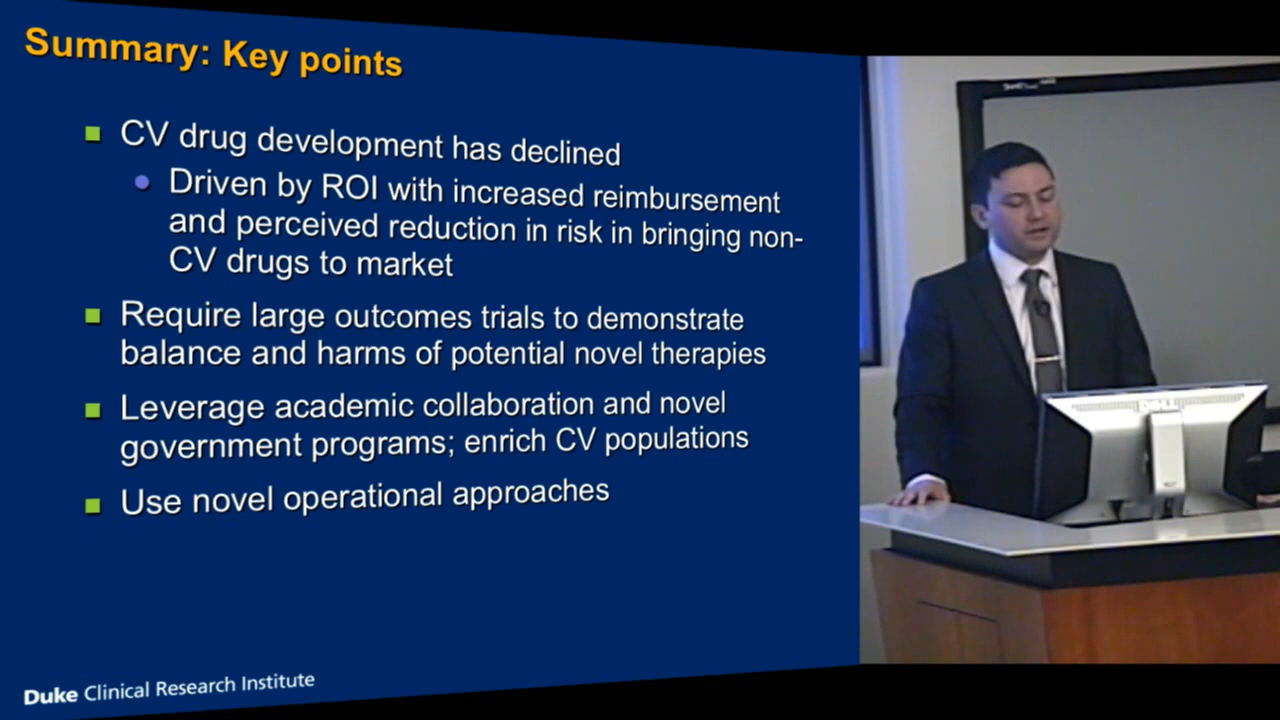 Summary: Key points
CV drug development has declined
Driven by ROI with increased reimbursement
and perceived reduction in risk in bringing non-
CV drugs to market
Require large outcomes trials to demonstrate
balance and harms of potential novel therapies
Leverage academic collaboration and novel
government programs; enrich CV populations
Use novel operational approaches
Duke Clinical Research Institute
DELL